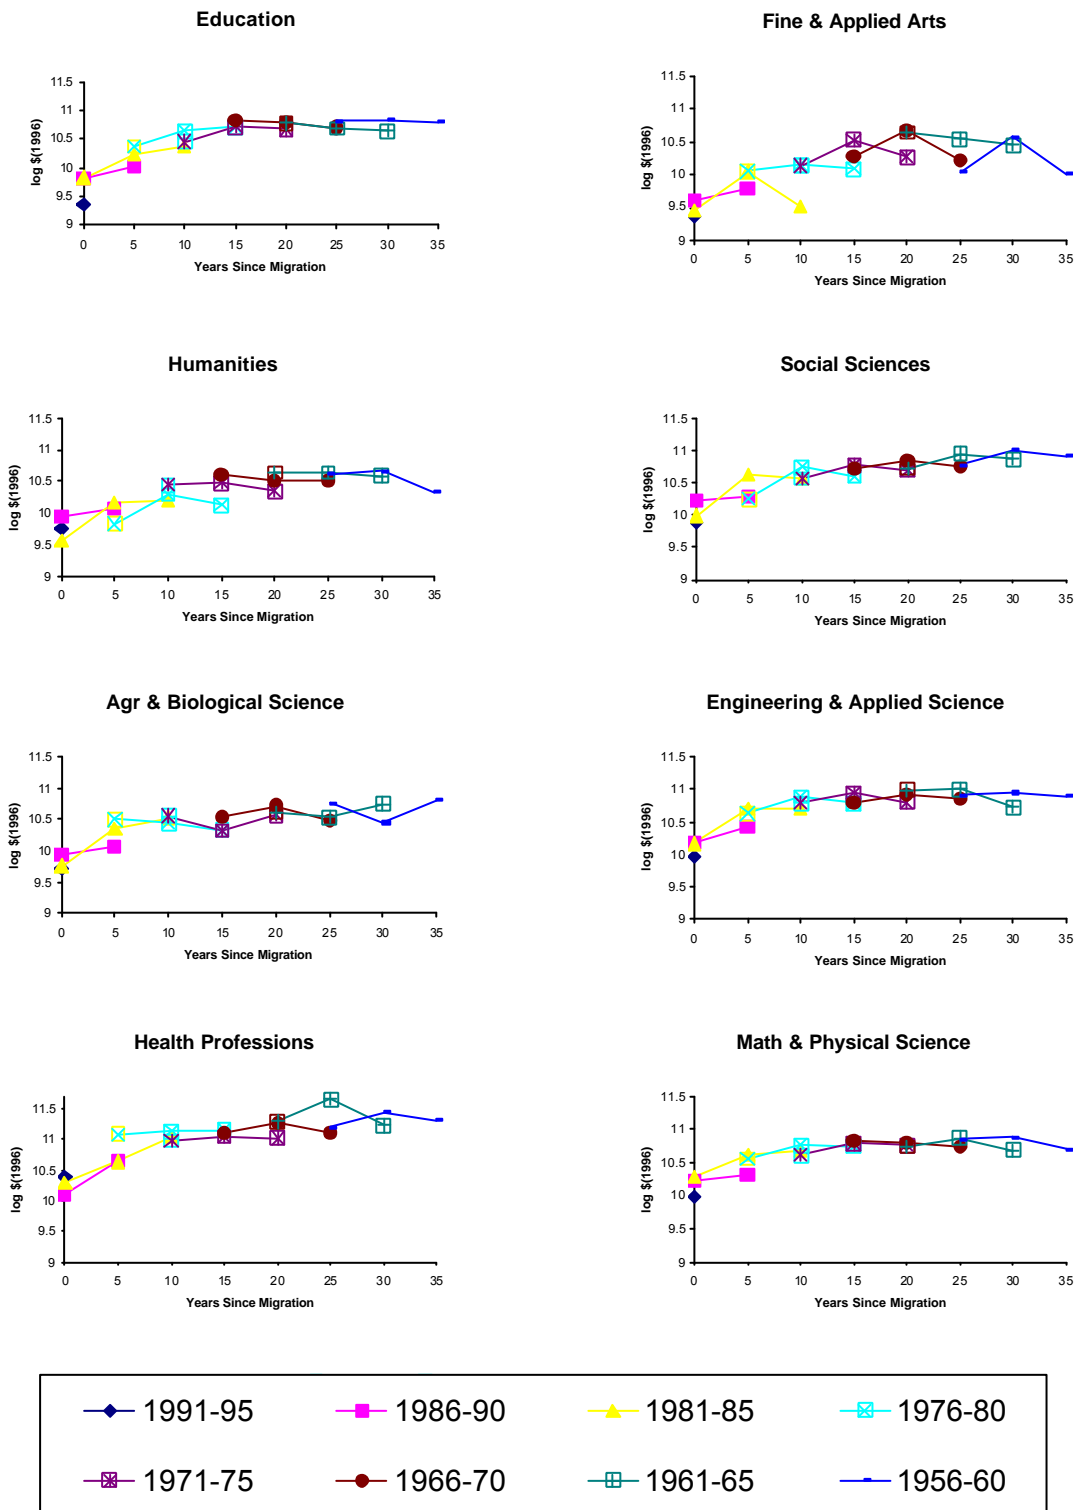 Education
log $(1996)
11.5
11
10.5
10
9.5
9
0 5 10 15 20 25 30 35
Years Since Migration
Fine & Applied Arts
log $(1996)
11.5
11
10.5
10
9.5
9
0 5 10 15 20 25 30 35
Years Since Migration
Humanities
log $(1996)
11.5
11
10.5
10
9.5
9
0 5 10 15 20 25 30 35
Years Since Migration
Social Sciences
log $(1996)
11.5
11
10.5
10
9.5
9
0 5 10 15 20 25 30 35
Years Since Migration
Agr & Biological Science
log $(1996)
11.5
11
10.5
10
9.5
9
0 5 10 15 20 25 30 35
Years Since Migration
Engineering & Applied Science
log $(1996
11.5
11
10.5
10
9.5
9
0 5 10 15 20 25 30 35
Years Since Migration
Health Professions
log $(1996)
11.5
11
10.5
10
9.5
9
0 5 10 15 20 25 30 35
Years Since Migration
Math & Physical Science
log $(1996)
11.5
11
10.5
10
9.5
9
0 5 10 15 20 25 30 35
Years Since Migration
1991-95 1986-90 1981-85 1976-80
1971-75 1966-70 1961-65 1956-60